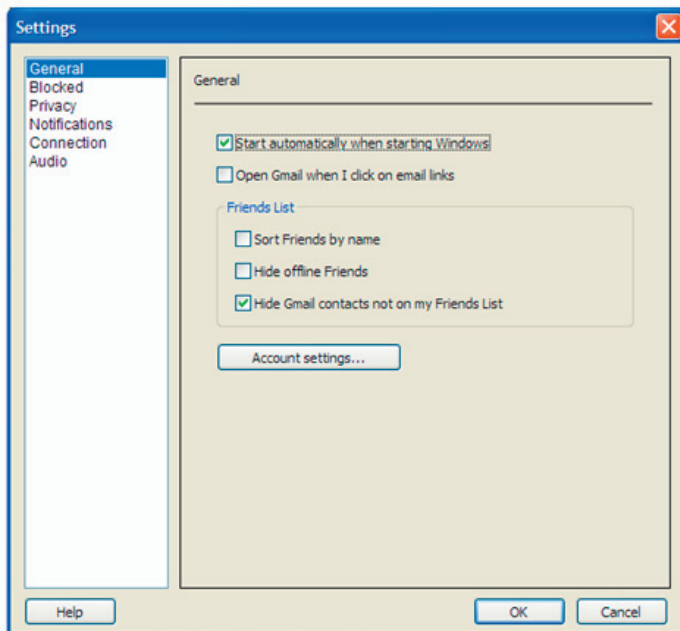 Settings
General
Blocked
Privacy
Notifications
Connection
Audio
General
Start automatically when starting Windows
Open Gmail when I click on email links
Friends List
Sort Friends by name
Hide offline Friends
Hide Gmail contacts not on my Friends List
Account settings...
Help
OK
Cancel